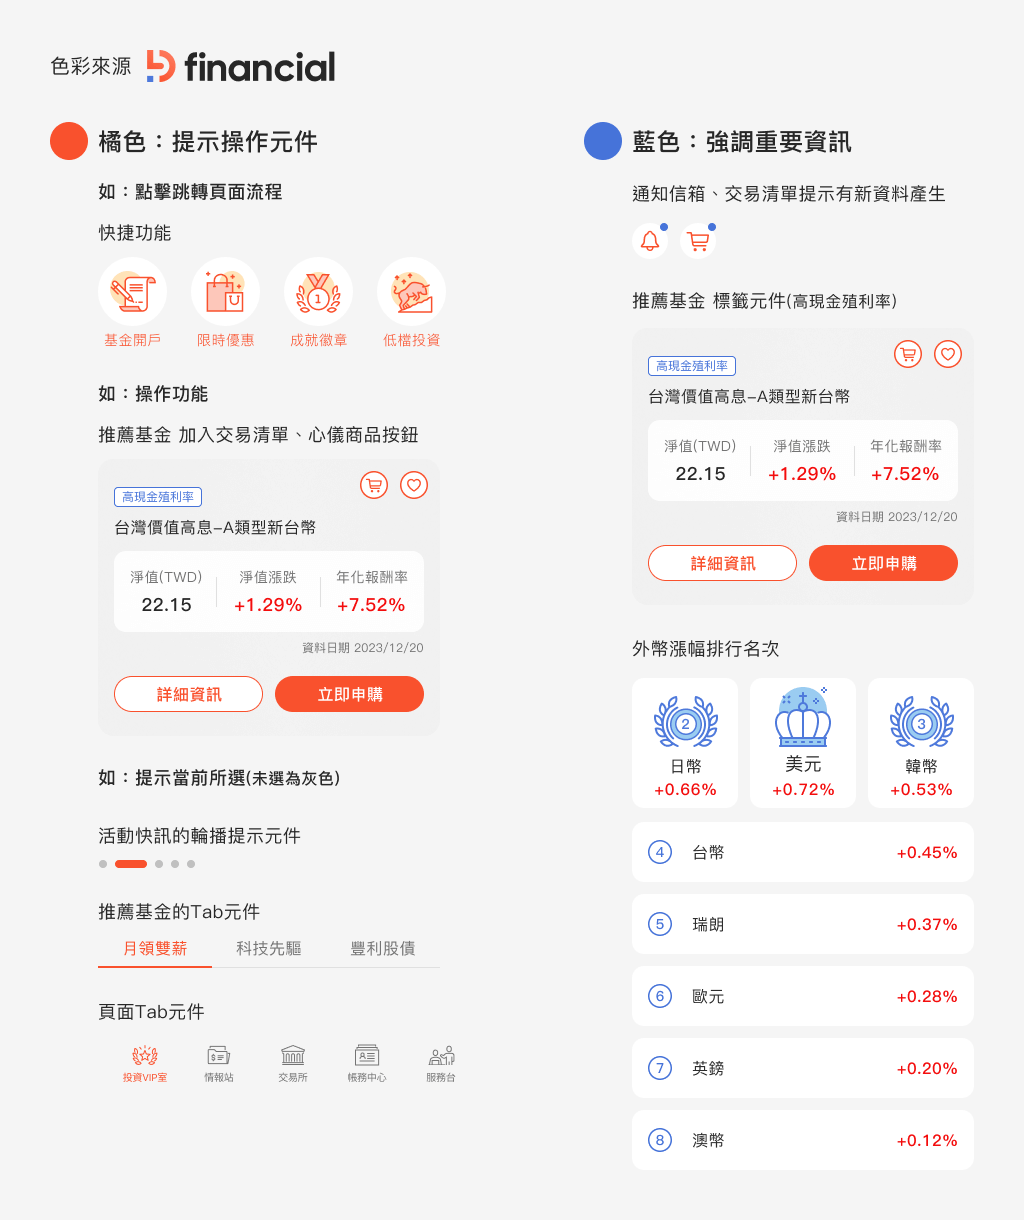 色彩來源 financial
橘色：提示操作元件
如：點擊跳轉頁面流程
快捷功能
1
基金開戶 限時優惠 成就徽章 低檔投資
如：操作功能
推薦基金 加入交易清單、心儀商品按鈕
高現金殖利率
台灣價值高息–A類型新台幣
淨值(TWD) 淨值漲跌 年化報酬率
22.15 +1.29% +7.52%
資料日期 2023/12/20
詳細資訊 立即申購
如：提示當前所選(未選為灰色)
活動快訊的輪播提示元件
推薦基金的Tab元件
月領雙薪 科技先驅 豐利股債
頁面Tab元件
$
投資VIP室 情報站 交易所 帳務中心 服務台
藍色：強調重要資訊
通知信箱、交易清單提示有新資料產生
推薦基金 標籤元件(高現金殖利率)
高現金殖利率
台灣價值高息–A類型新台幣
淨值(TWD) 淨值漲跌 年化報酬率
22.15 +1.29% +7.52%
資料日期 2023/12/20
詳細資訊 立即申購
外幣漲幅排行名次
2 3
日幣 美元 韓幣
+0.66% +0.72% +0.53%
4 台幣 +0.45%
5 瑞朗 +0.37%
6 歐元 +0.28%
7 英鎊 +0.20%
8 澳幣 +0.12%